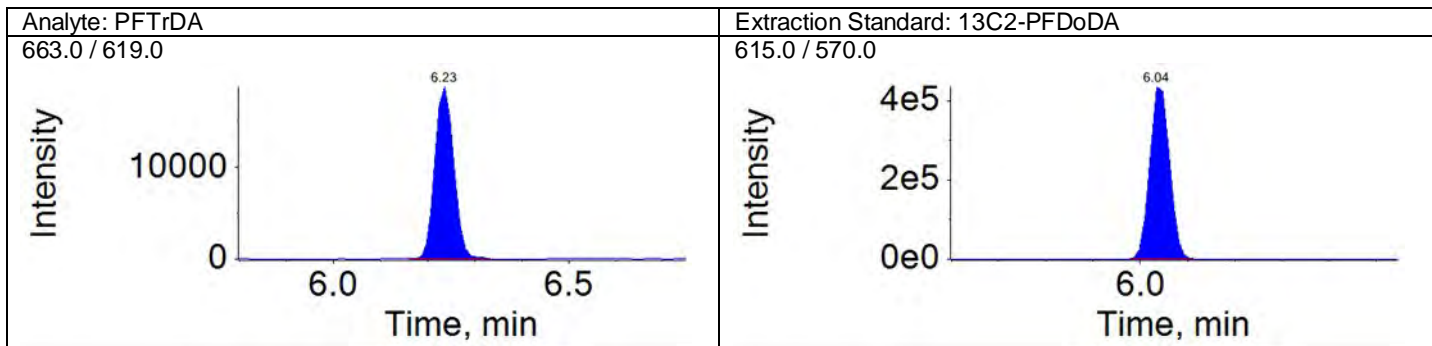 Analyte: PFTrDA
663.0 / 619.0
6.23
Intensity
10000
0
6.0
6.5
Time, min
Extraction Standard: 13C2-PFDoDA
615.0 / 570.0
6.04
Intensity
4e5
2e5
0e0
6.0
Time, min